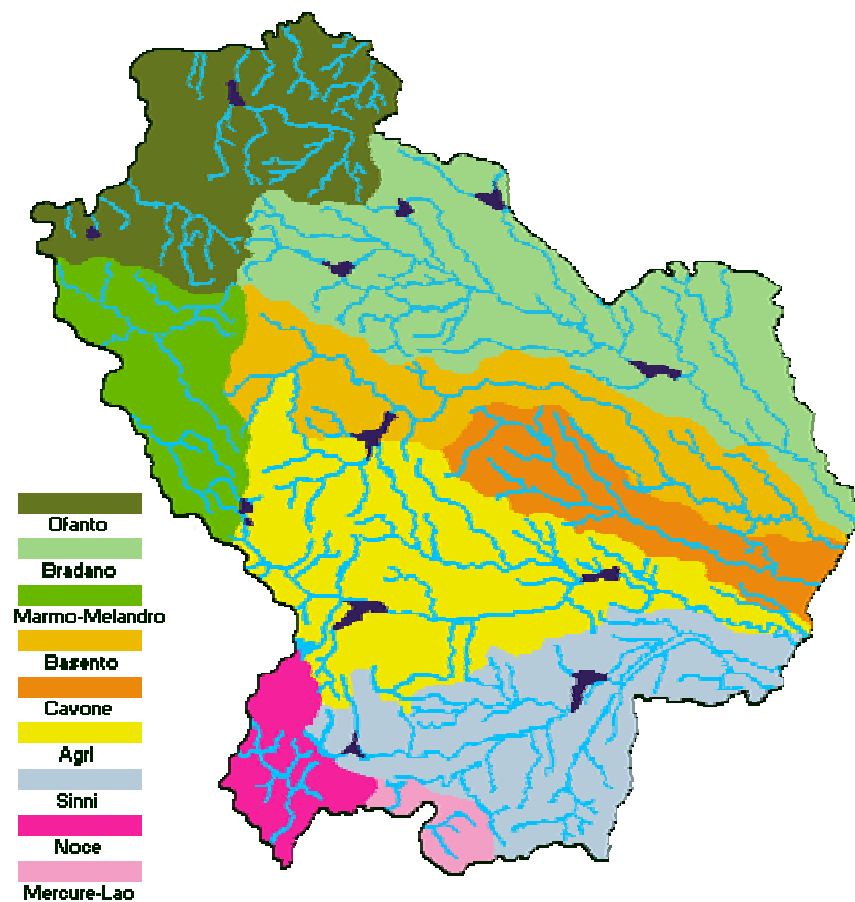 Ofanto
Bradano
Marmo-Melandro
Basento
Cavone
Agri
Sinni
Noce
Mercure-Lao